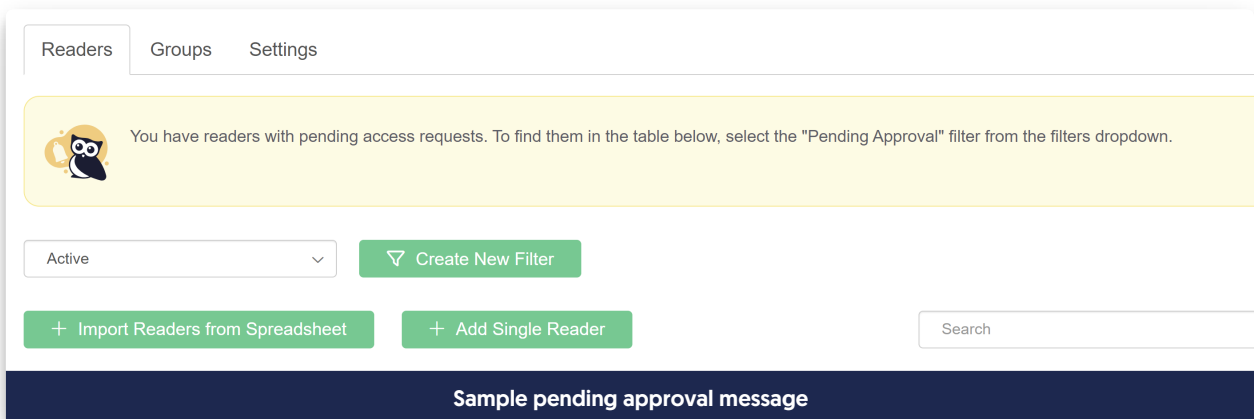 Readers Groups Settings
You have readers with pending access requests. To find them in the table below, select the "Pending Approval" filter from the filters dropdown.
Active Create New Filter
+ Import Readers from Spreadsheet + Add Single Reader Search
Sample pending approval message